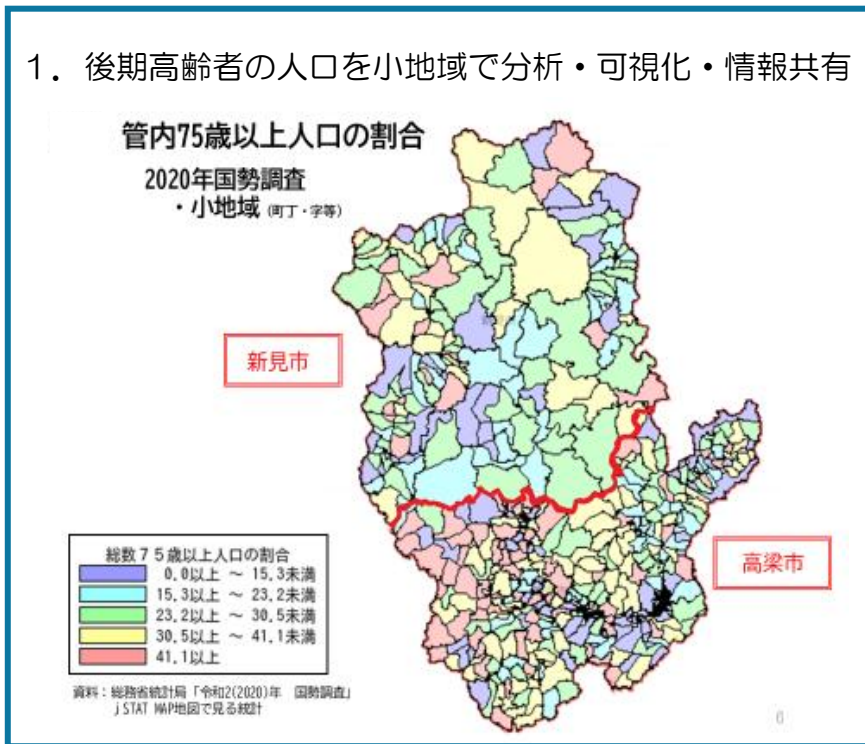 1．後期高齢者の人口を小地域で分析・可視化・情報共有
管内75歳以上人口の割合
2020年国勢調査
・小地域（町丁・字等）
新見市
高梁市
総数７５歳以上人口の割合
0.0以上 ～ 15.3未満
15.3以上 ～ 23.2未満
23.2以上 ～ 30.5未満
30.5以上 ～ 41.1未満
41.1以上
資料：総務省統計局「令和2(2020)年　国勢調査」
jSTAT MAP地図で見る統計
6